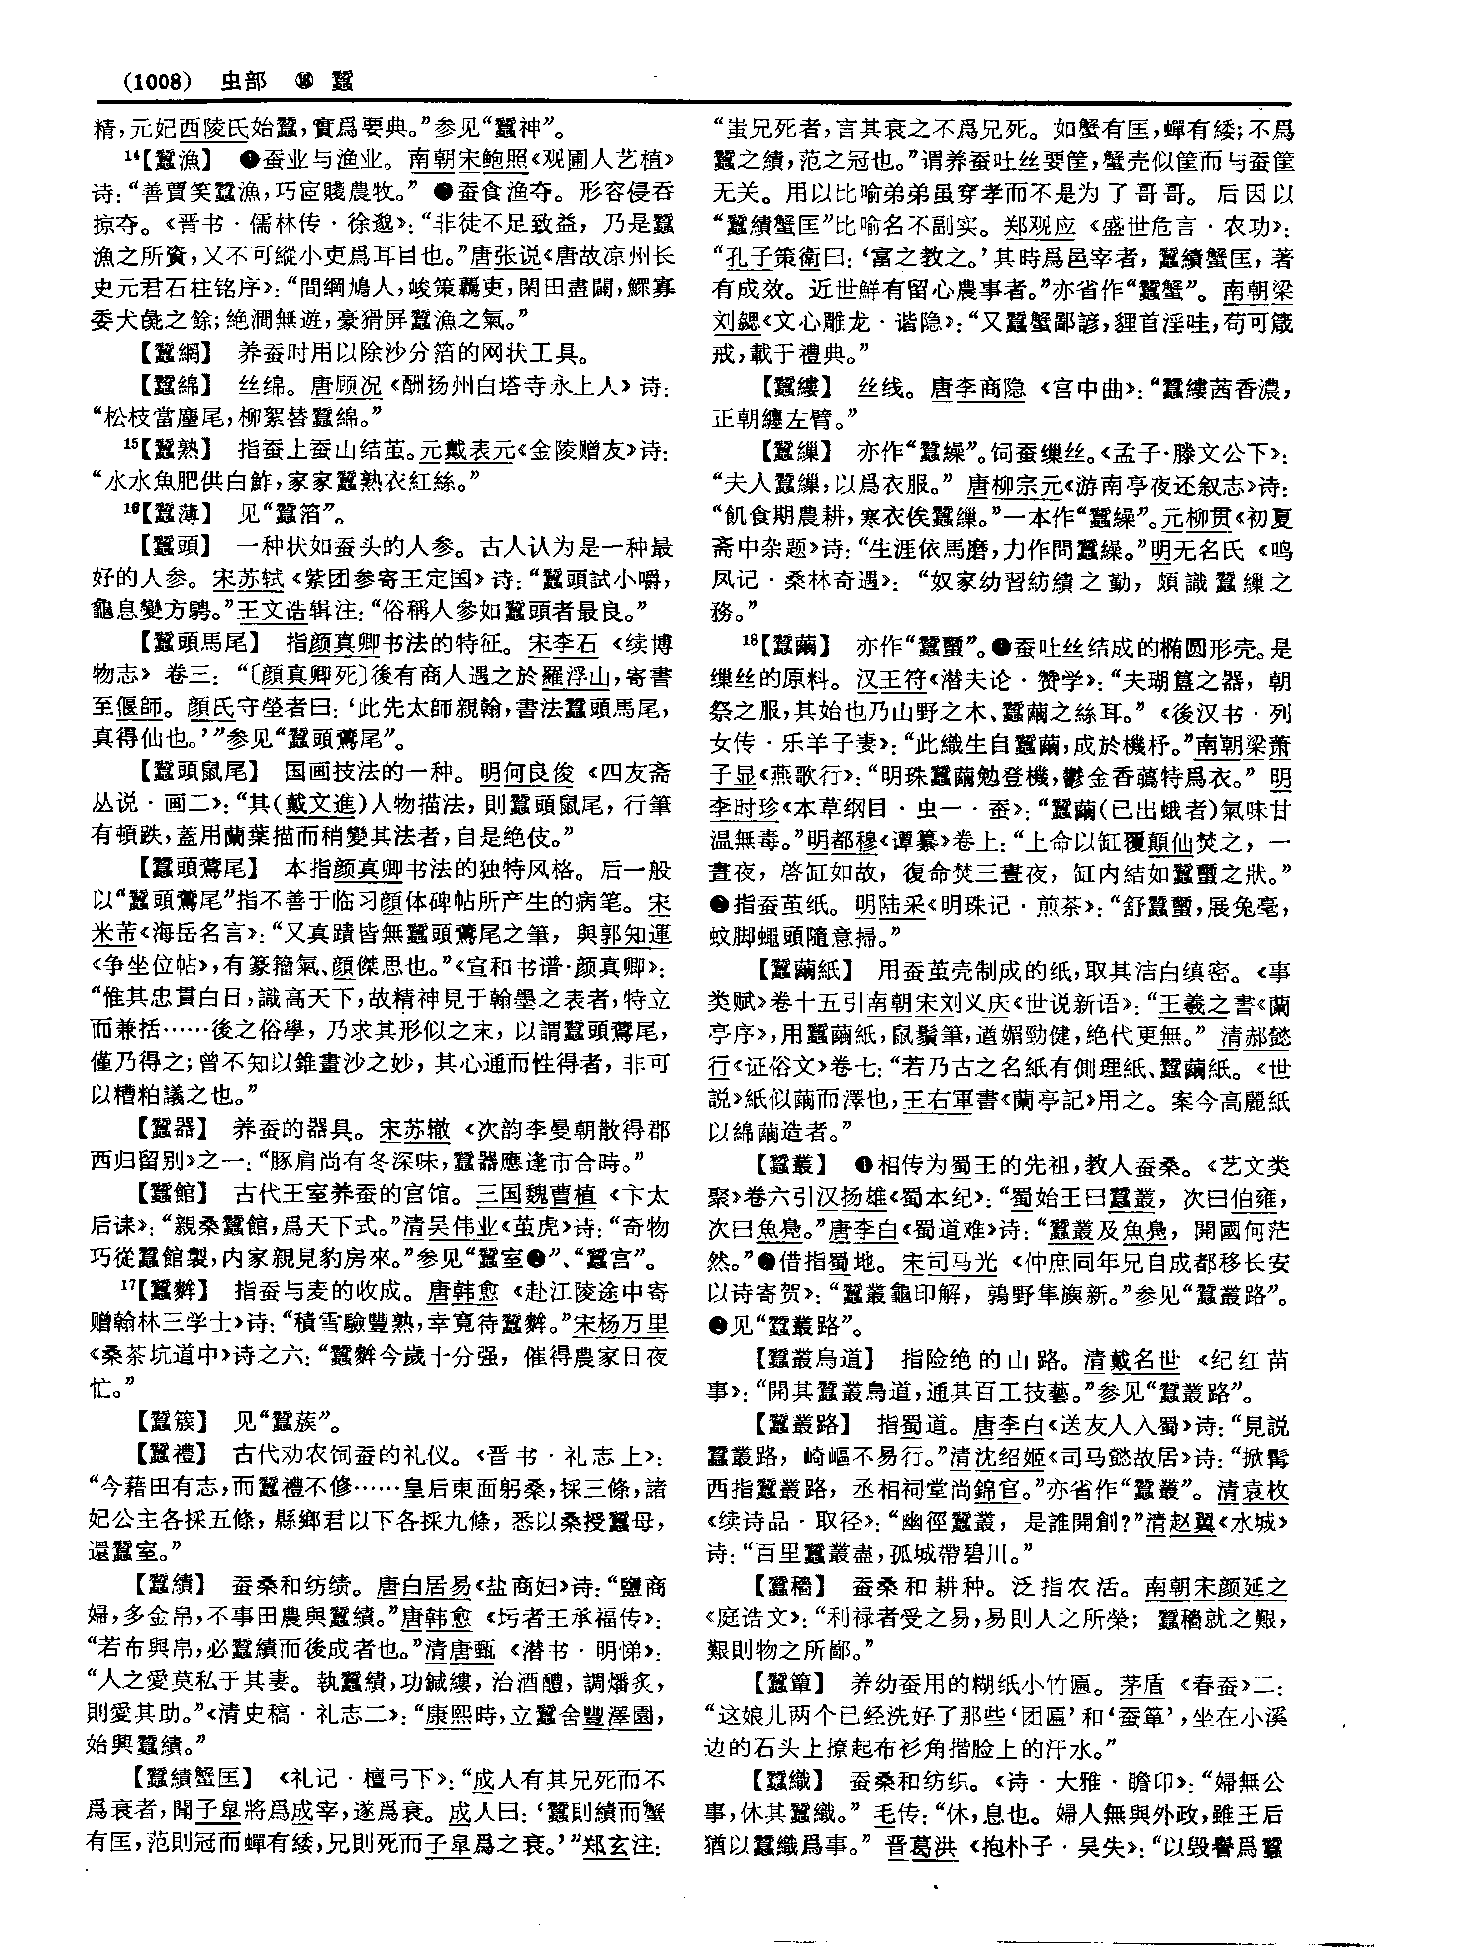 (1008) 虫部 ⑱ 蠶
精，元妃西陵氏始蠶，實爲要典。”参见“蠶神”。
14【蠶漁】 ❶蚕业与渔业。南朝宋鲍照《观圃人艺植》
诗：“善賈笑蠶漁，巧宦賤農牧。” ❷蚕食渔夺。形容侵吞
掠夺。《晋书·儒林传·徐邈》：“非徒不足致益，乃是蠶
漁之所資，又不可縱小吏爲耳目也。”唐张说《唐故凉州长
史元君石柱铭序》：“間綱鳩人，峻策羈吏，閑田盡闢，鰥寡
委犬彘之餘；絶澗無遊，豪猾屏蠶漁之氣。”
【蠶網】 养蚕时用以除沙分箔的网状工具。
【蠶綿】 丝绵。唐顾况《酬扬州白塔寺永上人》诗：
“松枝當麈尾，柳絮替蠶綿。”
15【蠶熟】 指蚕上蚕山结茧。元戴表元《金陵赠友》诗：
“水水魚肥供白鮓，家家蠶熟衣紅絲。”
16【蠶薄】 见“蠶箔”。
【蠶頭】 一种状如蚕头的人参。古人认为是一种最
好的人参。宋苏轼《紫团参寄王定国》诗：“蠶頭試小嚼，
龜息變方騁。”王文诰辑注：“俗稱人參如蠶頭者最良。”
【蠶頭馬尾】 指颜真卿书法的特征。宋李石《续博
物志》卷三：“〔顔真卿死〕後有商人遇之於羅浮山，寄書
至偃師。顔氏守塋者曰：‘此先太師親翰，書法蠶頭馬尾，
真得仙也。’”参见“蠶頭鷰尾”。
【蠶頭鼠尾】 国画技法的一种。明何良俊《四友斋
丛说·画二》：“其(戴文進)人物描法，則蠶頭鼠尾，行筆
有頓跌，蓋用蘭葉描而稍變其法者，自是絶伎。”
【蠶頭鷰尾】 本指颜真卿书法的独特风格。后一般
以“蠶頭鷰尾”指不善于临习顔体碑帖所产生的病笔。宋
米芾《海岳名言》：“又真蹟皆無蠶頭鷰尾之筆，與郭知運
《争坐位帖》，有篆籀氣、顔傑思也。”《宣和书谱·颜真卿》：
“惟其忠貫白日，識高天下，故精神見于翰墨之表者，特立
而兼括……後之俗學，乃求其形似之末，以謂蠶頭鷰尾，
僅乃得之；曾不知以錐畫沙之妙，其心通而性得者，非可
以糟粕議之也。”
【蠶器】 养蚕的器具。宋苏辙《次韵李曼朝散得郡
西归留别》之一：“豚肩尚有冬深味，蠶器應逢市合時。”
【蠶館】 古代王室养蚕的宫馆。三国魏曹植《卞太
后诔》：“親桑蠶館，爲天下式。”清吴伟业《茧虎》诗：“奇物
巧從蠶館製，内家親見豹房來。”参见“蠶室❷”、“蠶宫”。
17【蠶麰】 指蚕与麦的收成。唐韩愈《赴江陵途中寄
赠翰林三学士》诗：“積雪驗豐熟，幸寬待蠶麰。”宋杨万里
《桑茶坑道中》诗之六：“蠶麰今歲十分强，催得農家日夜
忙。”
【蠶簇】 见“蠶蔟”。
【蠶禮】 古代劝农饲蚕的礼仪。《晋书·礼志上》：
“今藉田有志，而蠶禮不修……皇后東面躬桑，採三條，諸
妃公主各採五條，縣鄉君以下各採九條，悉以桑授蠶母，
還蠶室。”
【蠶績】 蚕桑和纺绩。唐白居易《盐商妇》诗：“鹽商
婦，多金帛，不事田農與蠶績。”唐韩愈《圬者王承福传》：
“若布與帛，必蠶績而後成者也。”清唐甄《潜书·明悌》：
“人之愛莫私于其妻。執蠶績，功鍼縷，治酒醴，調燔炙，
則愛其助。”《清史稿·礼志二》：“康熙時，立蠶舍豐澤園，
始興蠶績。”
【蠶績蟹匡】 《礼记·檀弓下》：“成人有其兄死而不
爲衰者，聞子皋將爲成宰，遂爲衰。成人曰：‘蠶則績而蟹
有匡，范則冠而蟬有緌，兄則死而子皋爲之衰。’”郑玄注：
“蚩兄死者，言其衰之不爲兄死。如蟹有匡，蟬有緌；不爲
蠶之績，范之冠也。”谓养蚕吐丝要筐，蟹壳似筐而与蚕筐
无关。用以比喻弟弟虽穿孝而不是为了哥哥。后因以
“蠶績蟹匡”比喻名不副实。郑观应《盛世危言·农功》：
“孔子策衛曰：‘富之教之。’其時爲邑宰者，蠶績蟹匡，著
有成效。近世鮮有留心農事者。”亦省作“蠶蟹”。南朝梁
刘勰《文心雕龙·谐隐》：“又蠶蟹鄙諺，貍首淫哇，苟可箴
戒，載于禮典。”
【蠶縷】 丝线。唐李商隐《宫中曲》：“蠶縷茜香濃，
正朝纏左臂。”
【蠶繅】 亦作“蠶繰”。饲蚕缫丝。《孟子·滕文公下》：
“夫人蠶繅，以爲衣服。”唐柳宗元《游南亭夜还叙志》诗：
“飢食期農耕，寒衣俟蠶繅。”一本作“蠶繰”。元柳贯《初夏
斋中杂题》诗：“生涯依馬磨，力作問蠶繰。”明无名氏《鸣
凤记·桑林奇遇》：“奴家幼習紡績之勤，頗識蠶繅之
務。”
18【蠶繭】 亦作“蠶蠒”。❶蚕吐丝结成的椭圆形壳。是
缫丝的原料。汉王符《潜夫论·赞学》：“夫瑚簋之器，朝
祭之服，其始也乃山野之木、蠶繭之絲耳。”《後汉书·列
女传·乐羊子妻》：“此織生自蠶繭，成於機杼。”南朝梁萧
子显《燕歌行》：“明珠蠶繭勉登機，鬱金香蘤特爲衣。”明
李时珍《本草纲目·虫一·蚕》：“蠶繭(已出蛾者)氣味甘
温無毒。”明都穆《谭纂》卷上：“上命以缸覆顛仙焚之，一
晝夜，啓缸如故，復命焚三晝夜，缸内結如蠶蠒之狀。”
❷指蚕茧纸。明陆采《明珠记·煎茶》：“舒蠶蠒，展兔毫，
蚊脚蠅頭隨意掃。”
【蠶繭紙】 用蚕茧壳制成的纸，取其洁白缜密。《事
类赋》卷十五引南朝宋刘义庆《世说新语》：“王羲之書《蘭
亭序》，用蠶繭紙，鼠鬚筆，遒媚勁健，絶代更無。”清郝懿
行《证俗文》卷七：“若乃古之名紙有側理紙、蠶繭紙。《世
説》紙似繭而澤也，王右軍書《蘭亭記》用之。案今高麗紙
以綿繭造者。”
【蠶叢】 ❶相传为蜀王的先祖，教人蚕桑。《艺文类
聚》卷六引汉扬雄《蜀本纪》：“蜀始王曰蠶叢，次曰伯雍，
次曰魚鳧。”唐李白《蜀道难》诗：“蠶叢及魚鳧，開國何茫
然。”❷借指蜀地。宋司马光《仲庶同年兄自成都移长安
以诗寄贺》：“蠶叢龜印解，鶉野隼旟新。”参见“蠶叢路”。
❸见“蠶叢路”。
【蠶叢鳥道】 指险绝的山路。清戴名世《纪红苗
事》：“開其蠶叢鳥道，通其百工技藝。”参见“蠶叢路”。
【蠶叢路】 指蜀道。唐李白《送友人入蜀》诗：“見説
蠶叢路，崎嶇不易行。”清沈绍姬《司马懿故居》诗：“掀髯
西指蠶叢路，丞相祠堂尚錦官。”亦省作“蠶叢”。清袁枚
《续诗品·取径》：“幽徑蠶叢，是誰開創？”清赵翼《水城》
诗：“百里蠶叢盡，孤城帶碧川。”
【蠶穡】 蚕桑和耕种。泛指农活。南朝宋颜延之
《庭诰文》：“利禄者受之易，易則人之所榮；蠶穡就之艱，
艱則物之所鄙。”
【蠶簞】 养幼蚕用的糊纸小竹匾。茅盾《春蚕》二：
“这娘儿两个已经洗好了那些‘团匾’和‘蚕箪’，坐在小溪
边的石头上撩起布衫角揩脸上的汗水。”
【蠶織】 蚕桑和纺织。《诗·大雅·瞻卬》：“婦無公
事，休其蠶織。”毛传：“休，息也。婦人無與外政，雖王后
猶以蠶織爲事。”晋葛洪《抱朴子·吴失》：“以毁譽爲蠶